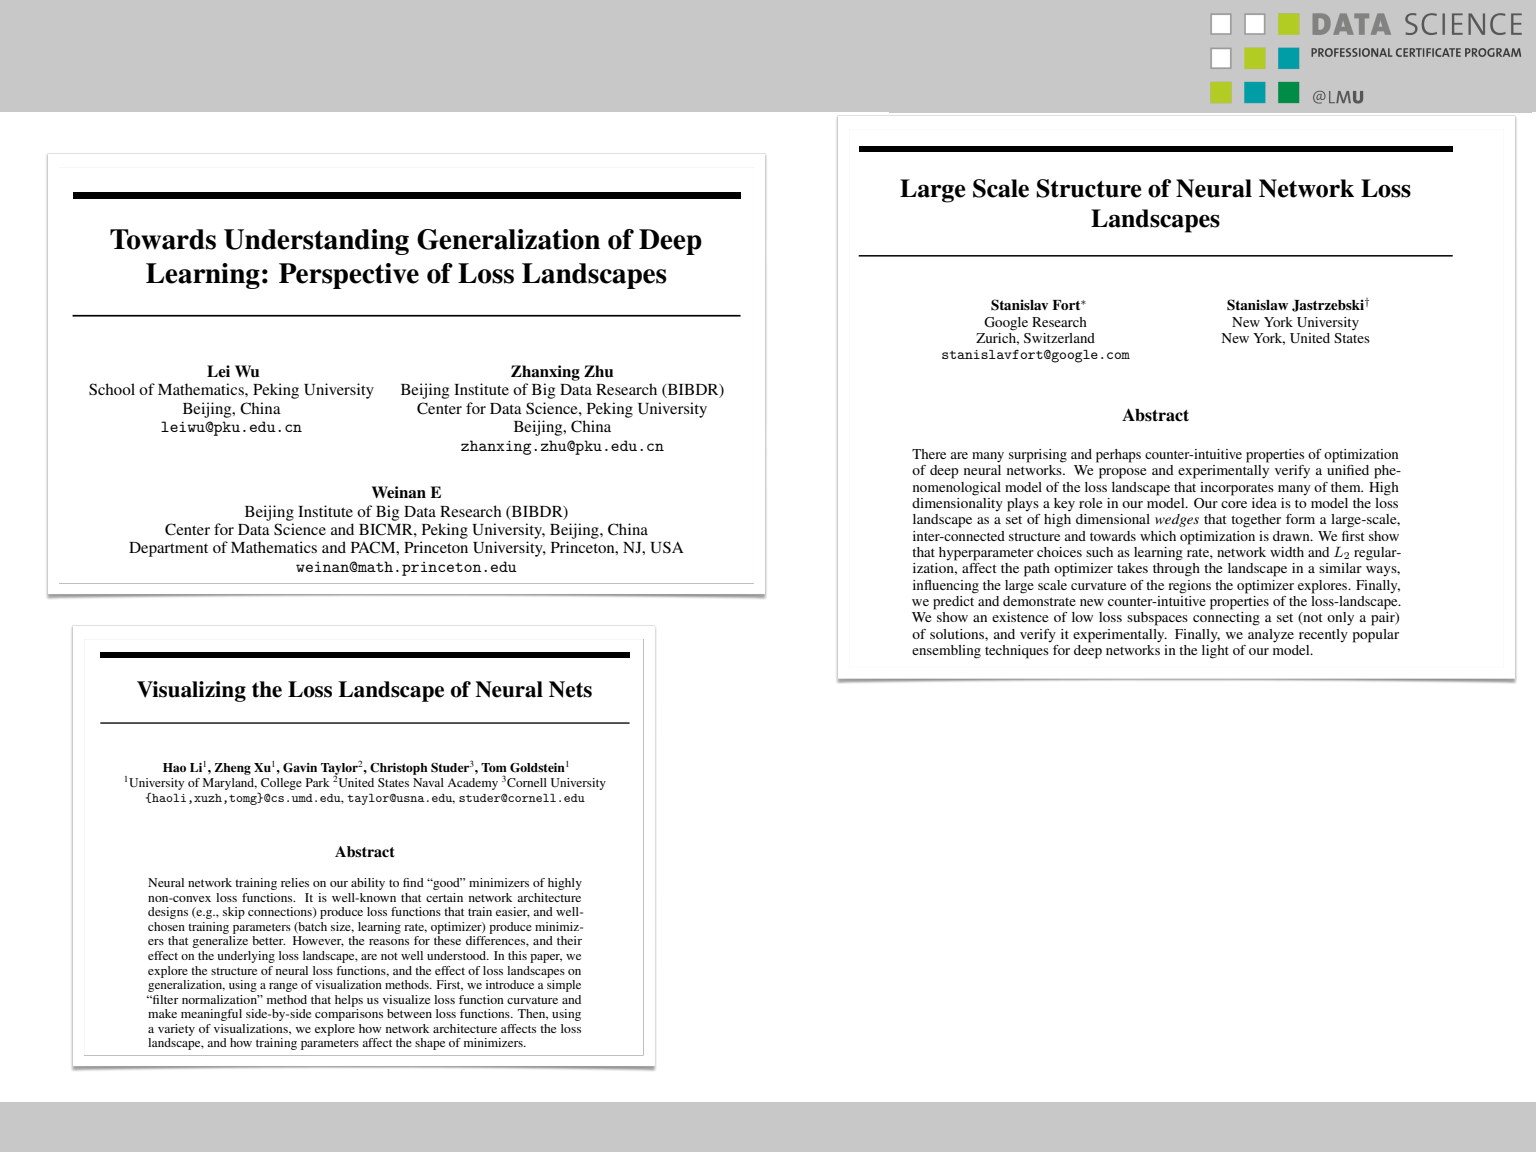 DATA SCIENCE
PROFESSIONAL CERTIFICATE PROGRAM
@LMU
Towards Understanding Generalization of Deep
Learning: Perspective of Loss Landscapes
Lei Wu
School of Mathematics, Peking University
Beijing, China
leiwu@pku.edu.cn
Zhanxing Zhu
Beijing Institute of Big Data Research (BIBDR)
Center for Data Science, Peking University
Beijing, China
zhanxing.zhu@pku.edu.cn
Weinan E
Beijing Institute of Big Data Research (BIBDR)
Center for Data Science and BICMR, Peking University, Beijing, China
Department of Mathematics and PACM, Princeton University, Princeton, NJ, USA
weinan@math.princeton.edu
Visualizing the Loss Landscape of Neural Nets
Hao Li¹, Zheng Xu¹, Gavin Taylor², Christoph Studer³, Tom Goldstein¹
¹University of Maryland, College Park ²United States Naval Academy ³Cornell University
{haoli,xuzh,tomg}@cs.umd.edu, taylor@usna.edu, studer@cornell.edu
Abstract
Neural network training relies on our ability to find “good” minimizers of highly
non-convex loss functions. It is well-known that certain network architecture
designs (e.g., skip connections) produce loss functions that train easier, and well-
chosen training parameters (batch size, learning rate, optimizer) produce minimiz-
ers that generalize better. However, the reasons for these differences, and their
effect on the underlying loss landscape, are not well understood. In this paper, we
explore the structure of neural loss functions, and the effect of loss landscapes on
generalization, using a range of visualization methods. First, we introduce a simple
“filter normalization” method that helps us visualize loss function curvature and
make meaningful side-by-side comparisons between loss functions. Then, using
a variety of visualizations, we explore how network architecture affects the loss
landscape, and how training parameters affect the shape of minimizers.
Large Scale Structure of Neural Network Loss
Landscapes
Stanislav Fort*
Google Research
Zurich, Switzerland
stanislavfort@google.com
Stanislaw Jastrzebski†
New York University
New York, United States
Abstract
There are many surprising and perhaps counter-intuitive properties of optimization
of deep neural networks. We propose and experimentally verify a unified phe-
nomenological model of the loss landscape that incorporates many of them. High
dimensionality plays a key role in our model. Our core idea is to model the loss
landscape as a set of high dimensional wedges that together form a large-scale,
inter-connected structure and towards which optimization is drawn. We first show
that hyperparameter choices such as learning rate, network width and L₂ regular-
ization, affect the path optimizer takes through the landscape in a similar ways,
influencing the large scale curvature of the regions the optimizer explores. Finally,
we predict and demonstrate new counter-intuitive properties of the loss-landscape.
We show an existence of low loss subspaces connecting a set (not only a pair)
of solutions, and verify it experimentally. Finally, we analyze recently popular
ensembling techniques for deep networks in the light of our model.